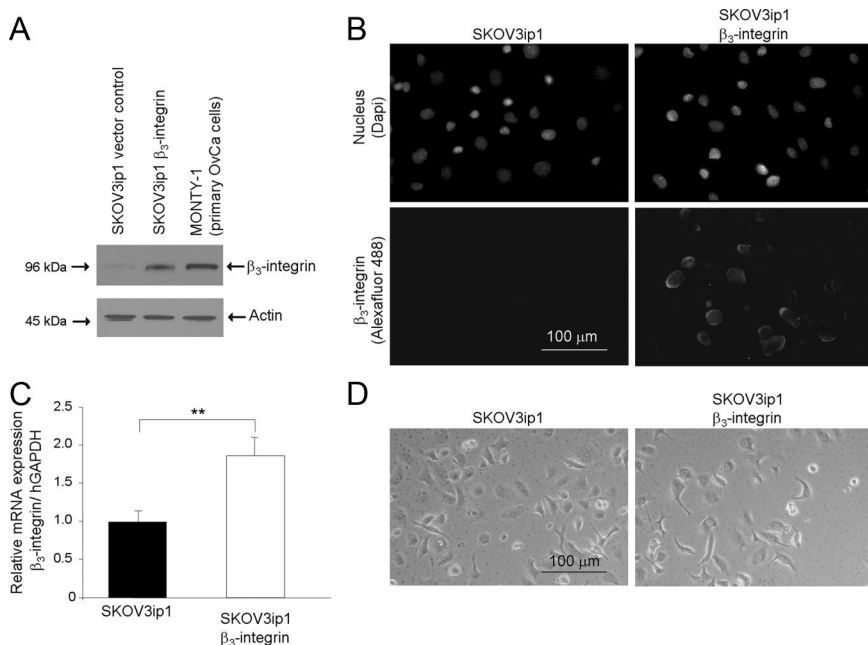 A
SKOV3ip1 vector control
SKOV3ip1 β₃-integrin
MONTY-1
(primary OvCa cells)
96 kDa
β₃-integrin
45 kDa
Actin
B
SKOV3ip1
SKOV3ip1
β₃-integrin
Nucleus
(Dapi)
β₃-integrin
(Alexafluor 488)
100 μm
C
Relative mRNA expression
β₃-integrin/ hGAPDH
2.5
2.0
1.5
1.0
0.5
0
**
SKOV3ip1
SKOV3ip1
β₃-integrin
D
SKOV3ip1
SKOV3ip1
β₃-integrin
100 μm